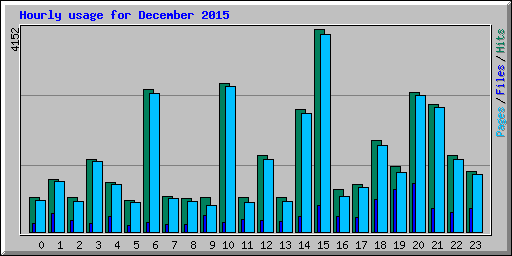 Hourly usage for December 2015
4152
Pages/Files/Hits
0 1 2 3 4 5 6 7 8 9 10 11 12 13 14 15 16 17 18 19 20 21 22 23